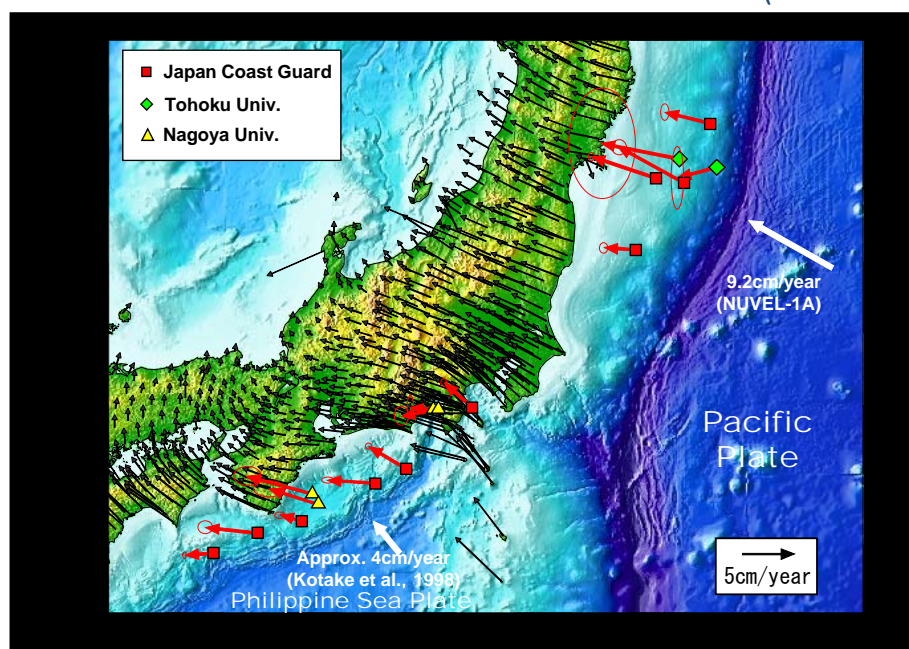 Japan Coast Guard
Tohoku Univ.
Nagoya Univ.
9.2cm/year
(NUVEL-1A)
Pacific
Plate
Approx. 4cm/year
(Kotake et al., 1998)
Philippine Sea Plate
5cm/year